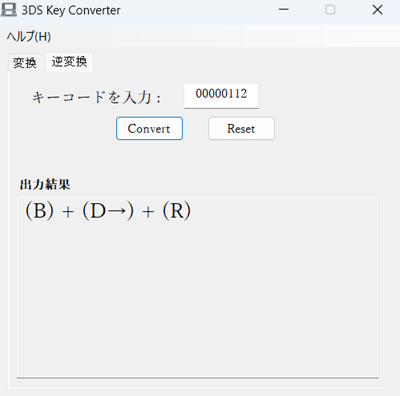 3DS Key Converter
ヘルプ(H)
変換 逆変換
キーコードを入力： 00000112
Convert Reset
出力結果
(B) + (D→) + (R)